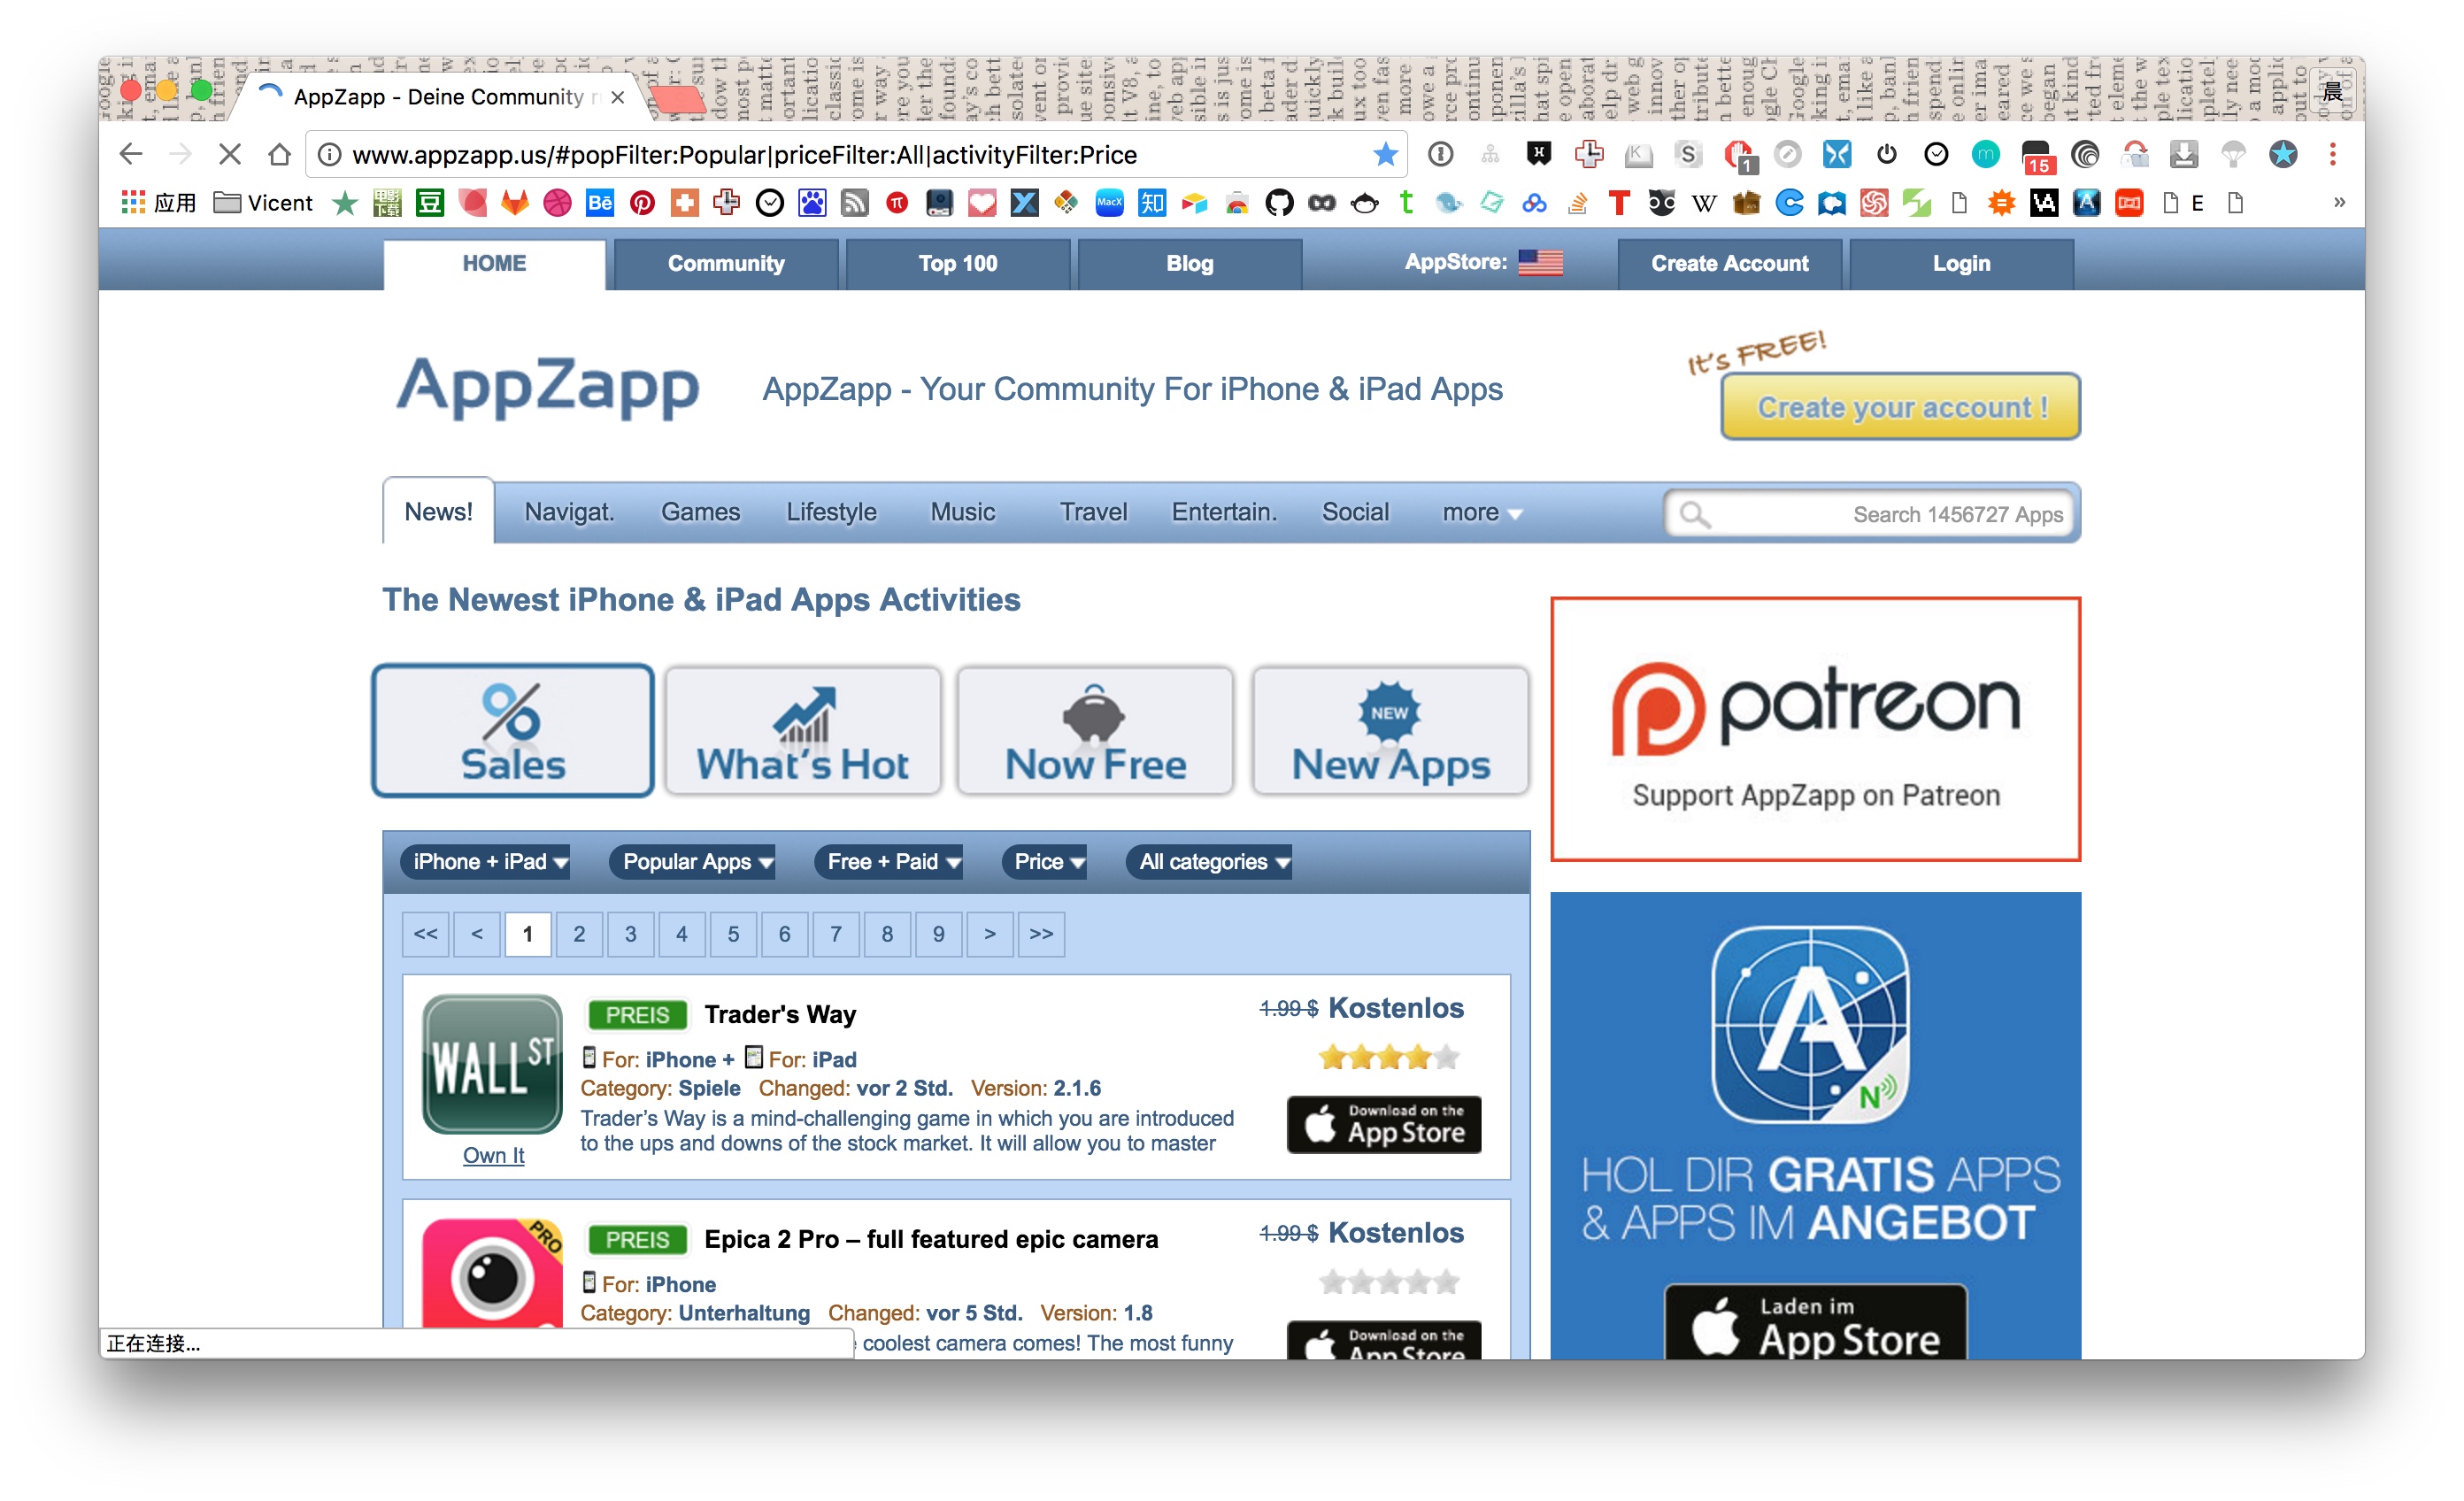 AppZapp - Deine Community
晨
www.appzapp.us/#popFilter:Popular|priceFilter:All|activityFilter:Price
1
15
应用 Vicent
E
HOME Community Top 100 Blog AppStore: Create Account Login
It's FREE!
AppZapp AppZapp - Your Community For iPhone & iPad Apps Create your account !
News! Navigat. Games Lifestyle Music Travel Entertain. Social more Search 1456727 Apps
The Newest iPhone & iPad Apps Activities
NEW
Sales What's Hot Now Free New Apps
patreon
Support AppZapp on Patreon
iPhone + iPad Popular Apps Free + Paid Price All categories
<< < 1 2 3 4 5 6 7 8 9 > >>
WALL ST
PREIS Trader's Way 1.99 $ Kostenlos
For: iPhone + For: iPad
Category: Spiele Changed: vor 2 Std. Version: 2.1.6
Trader's Way is a mind-challenging game in which you are introduced
to the ups and downs of the stock market. It will allow you to master
Own It
Download on the
App Store
PRO
PREIS Epica 2 Pro – full featured epic camera 1.99 $ Kostenlos
For: iPhone
Category: Unterhaltung Changed: vor 5 Std. Version: 1.8
coolest camera comes! The most funny
Download on the
App Store
A
N
HOL DIR GRATIS APPS
& APPS IM ANGEBOT
Laden im
App Store
正在连接...